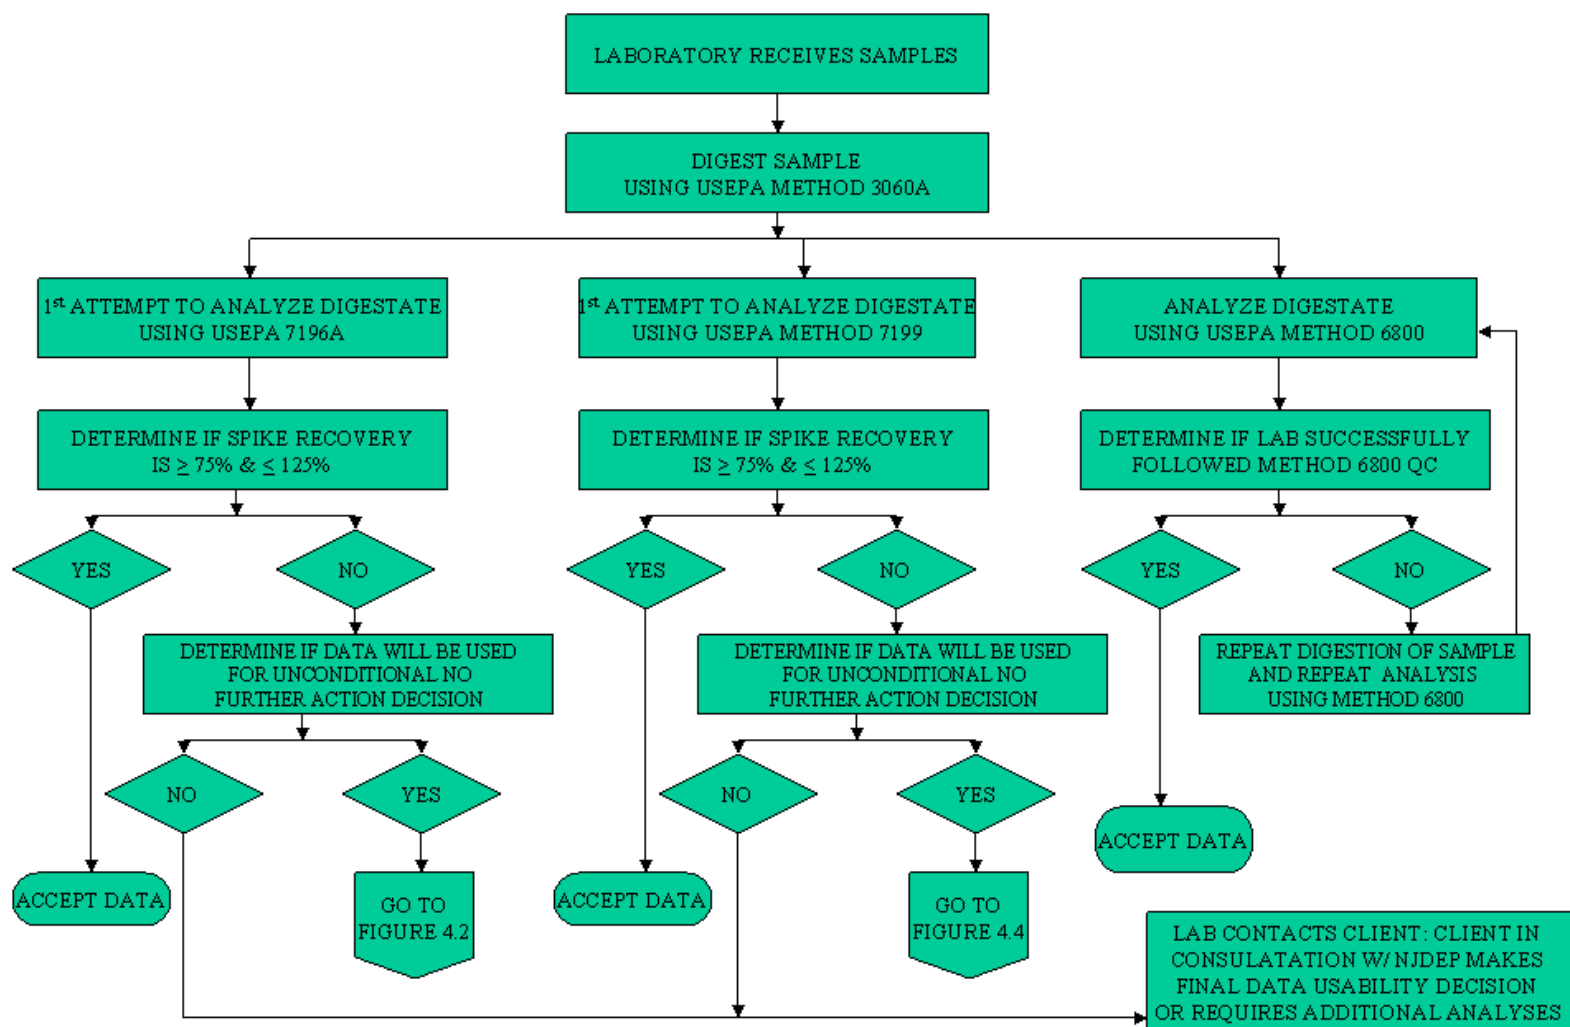 LABORATORY RECEIVES SAMPLES
DIGEST SAMPLE
USING USEPA METHOD 3060A
1st ATTEMPT TO ANALYZE DIGESTATE
USING USEPA 7196A
1st ATTEMPT TO ANALYZE DIGESTATE
USING USEPA METHOD 7199
ANALYZE DIGESTATE
USING USEPA METHOD 6800
DETERMINE IF SPIKE RECOVERY
IS ≥ 75% & ≤ 125%
DETERMINE IF SPIKE RECOVERY
IS ≥ 75% & ≤ 125%
DETERMINE IF LAB SUCCESSFULLY
FOLLOWED METHOD 6800 QC
YES
NO
YES
NO
YES
NO
DETERMINE IF DATA WILL BE USED
FOR UNCONDITIONAL NO
FURTHER ACTION DECISION
DETERMINE IF DATA WILL BE USED
FOR UNCONDITIONAL NO
FURTHER ACTION DECISION
REPEAT DIGESTION OF SAMPLE
AND REPEAT ANALYSIS
USING METHOD 6800
NO
YES
NO
YES
ACCEPT DATA
ACCEPT DATA
GO TO
FIGURE 4.2
ACCEPT DATA
GO TO
FIGURE 4.4
LAB CONTACTS CLIENT: CLIENT IN
CONSULATATION W/ NJDEP MAKES
FINAL DATA USABILITY DECISION
OR REQUIRES ADDITIONAL ANALYSES